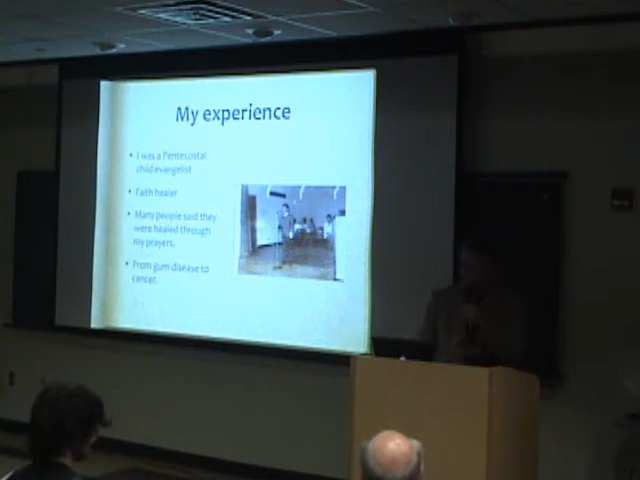 My experience
• I was a Pentecostal
child evangelist
• Faith healer
• Many people said they
were healed through
my prayers.
• From gum disease to
cancer.